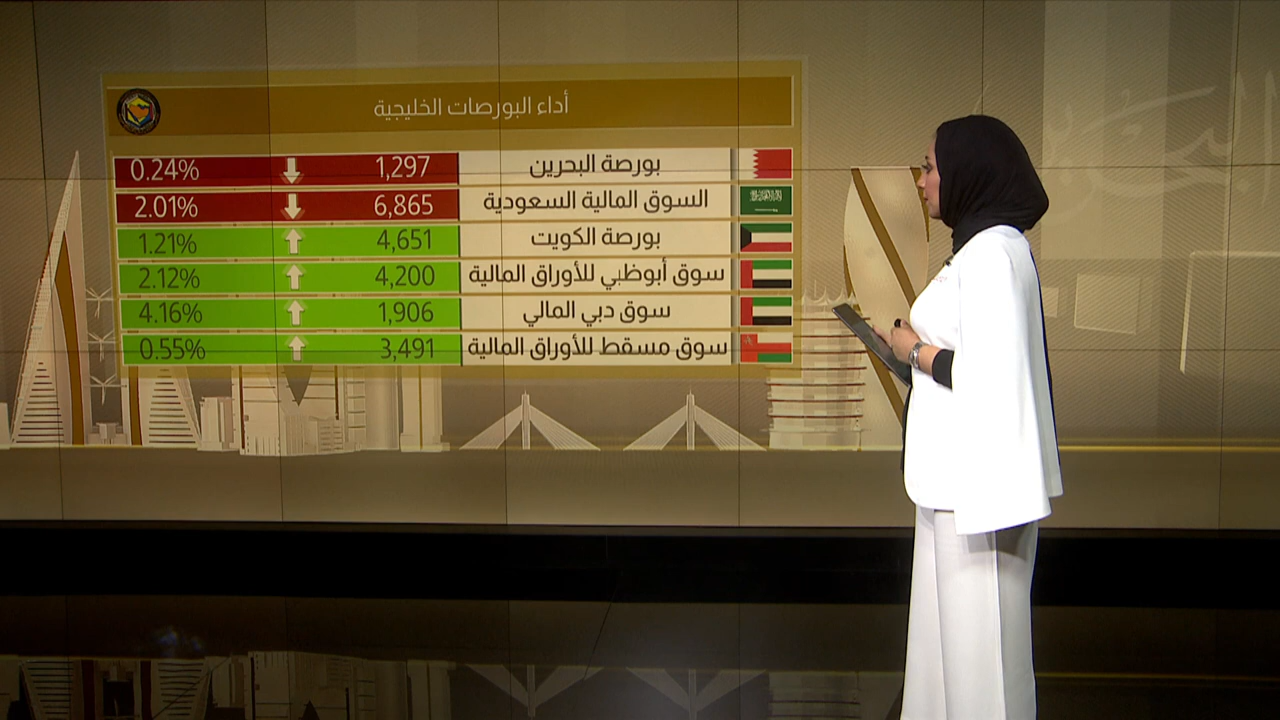 أداء البورصات الخليجية
بورصة البحرين 1,297 0.24%
السوق المالية السعودية 6,865 2.01%
بورصة الكويت 4,651 1.21%
سوق أبوظبي للأوراق المالية 4,200 2.12%
سوق دبي المالي 1,906 4.16%
سوق مسقط للأوراق المالية 3,491 0.55%